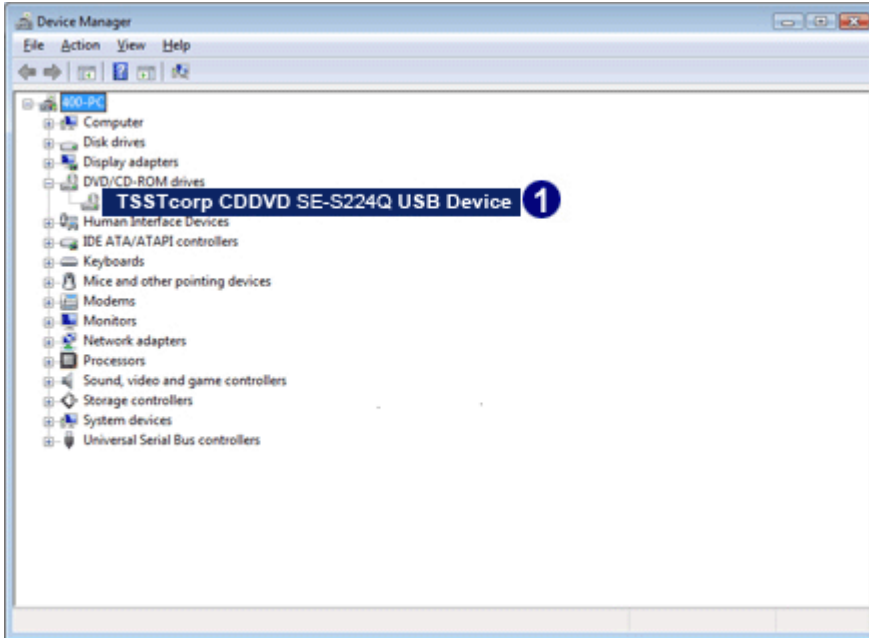 Device Manager
File Action View Help
400-PC
Computer
Disk drives
Display adapters
DVD/CD-ROM drives
TSSTcorp CDDVD SE-S224Q USB Device 1
Human Interface Devices
IDE ATA/ATAPI controllers
Keyboards
Mice and other pointing devices
Modems
Monitors
Network adapters
Processors
Sound, video and game controllers
Storage controllers
System devices
Universal Serial Bus controllers